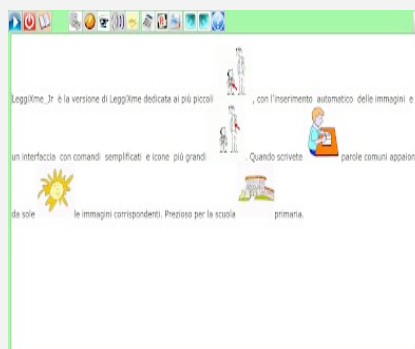 LeggiXme_Jr è la versione di LeggiXme dedicata ai più piccoli , con l'inserimento automatico delle immagini e
un interfaccia con comandi semplificati e icone più grandi . Quando scrivete parole comuni appaion
da sole le immagini corrispondenti. Prezioso per la scuola primaria.